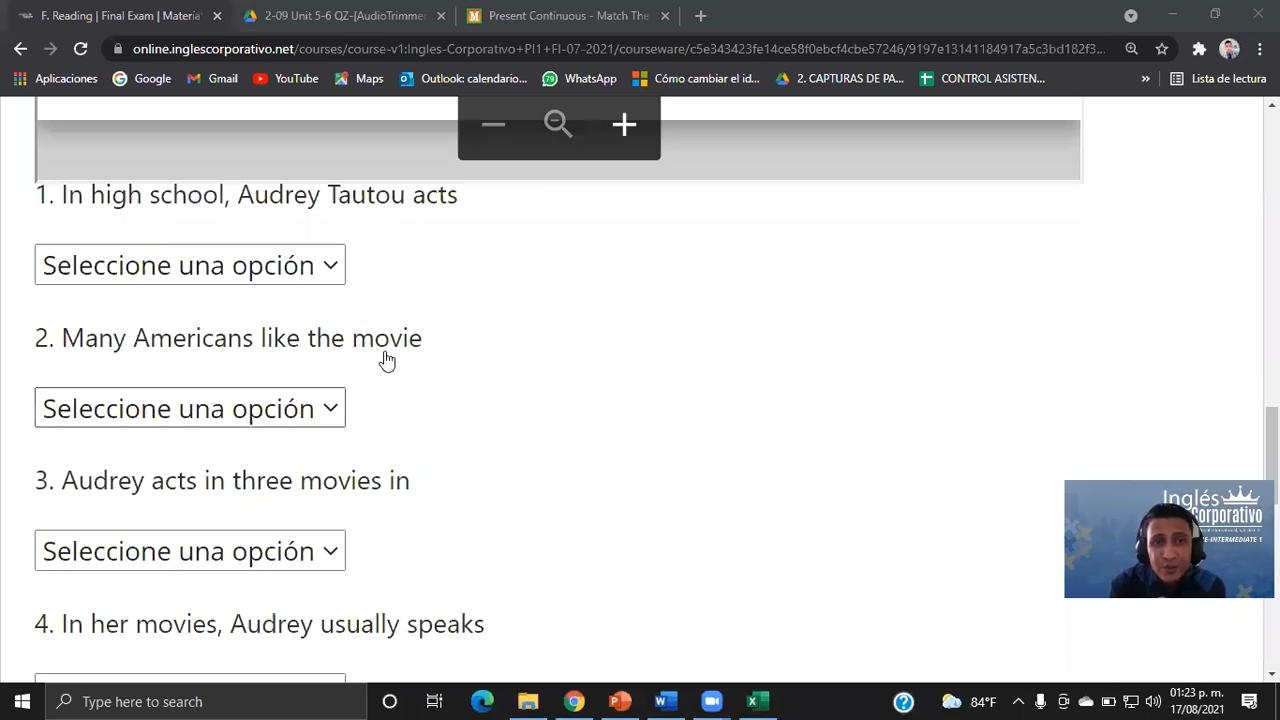 F. Reading | Final Exam | Material
2-09 Unit 5-6 QZ-[AudioTrimmer
Present Continuous - Match The
online.inglescorporativo.net/courses/course-v1:Ingles-Corporativo+PI1+FI-07-2021/courseware/c5e343423fe14ce58f0ebcf4cbe57246/9197e13141184917a5c3bd182f3...
Aplicaciones
Google
Gmail
YouTube
Maps
Outlook: calendario...
WhatsApp
Cómo cambiar el id...
2. CAPTURAS DE PA...
CONTROL ASISTEN...
»
Lista de lectura
1. In high school, Audrey Tautou acts
Seleccione una opción
2. Many Americans like the movie
Seleccione una opción
3. Audrey acts in three movies in
Seleccione una opción
4. In her movies, Audrey usually speaks
Inglés
Corporativo
Type here to search
84°F
01:23 p. m.
17/08/2021